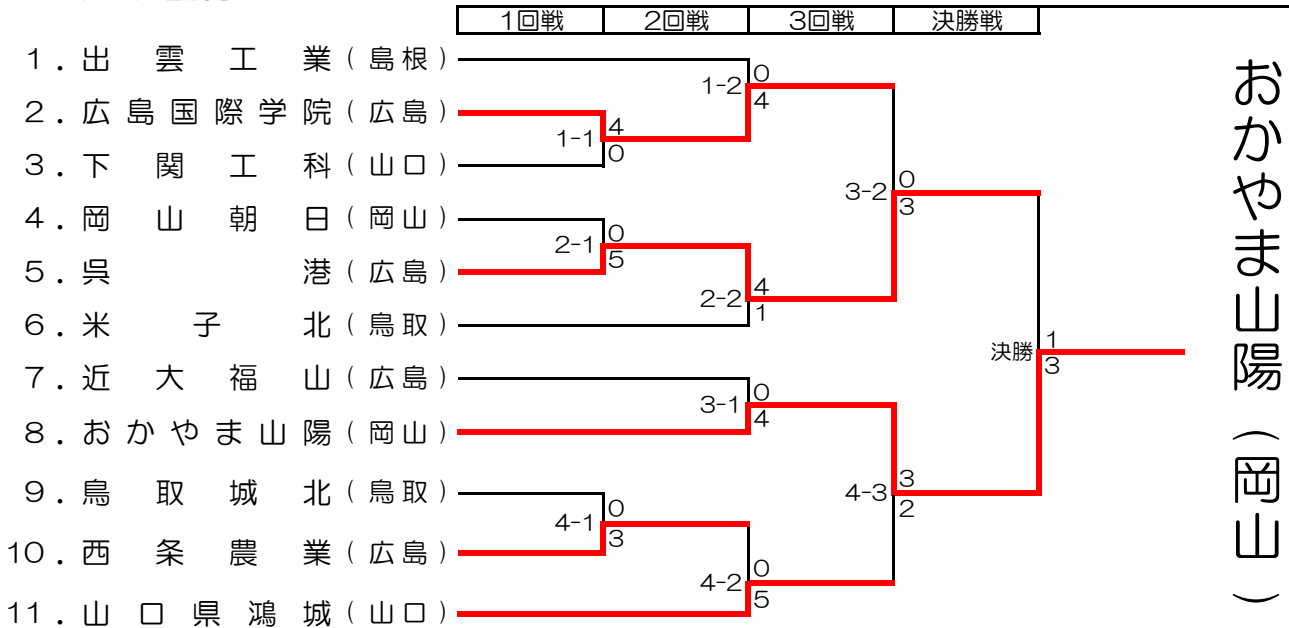 1回戦 2回戦 3回戦 決勝戦
1.出雲工業(島根)
2.広島国際学院(広島)
3.下関工科(山口)
4.岡山朝日(岡山)
5.呉港(広島)
6.米子北(鳥取)
7.近大福山(広島)
8.おかやま山陽(岡山)
9.鳥取城北(鳥取)
10.西条農業(広島)
11.山口県鴻城(山口)
1-1 4 0
2-1 0 5
4-1 0 3
1-2 0 4
2-2 4 1
3-1 0 4
4-2 0 5
3-2 0 3
4-3 3 2
決勝 1 3
おかやま山陽(岡山)